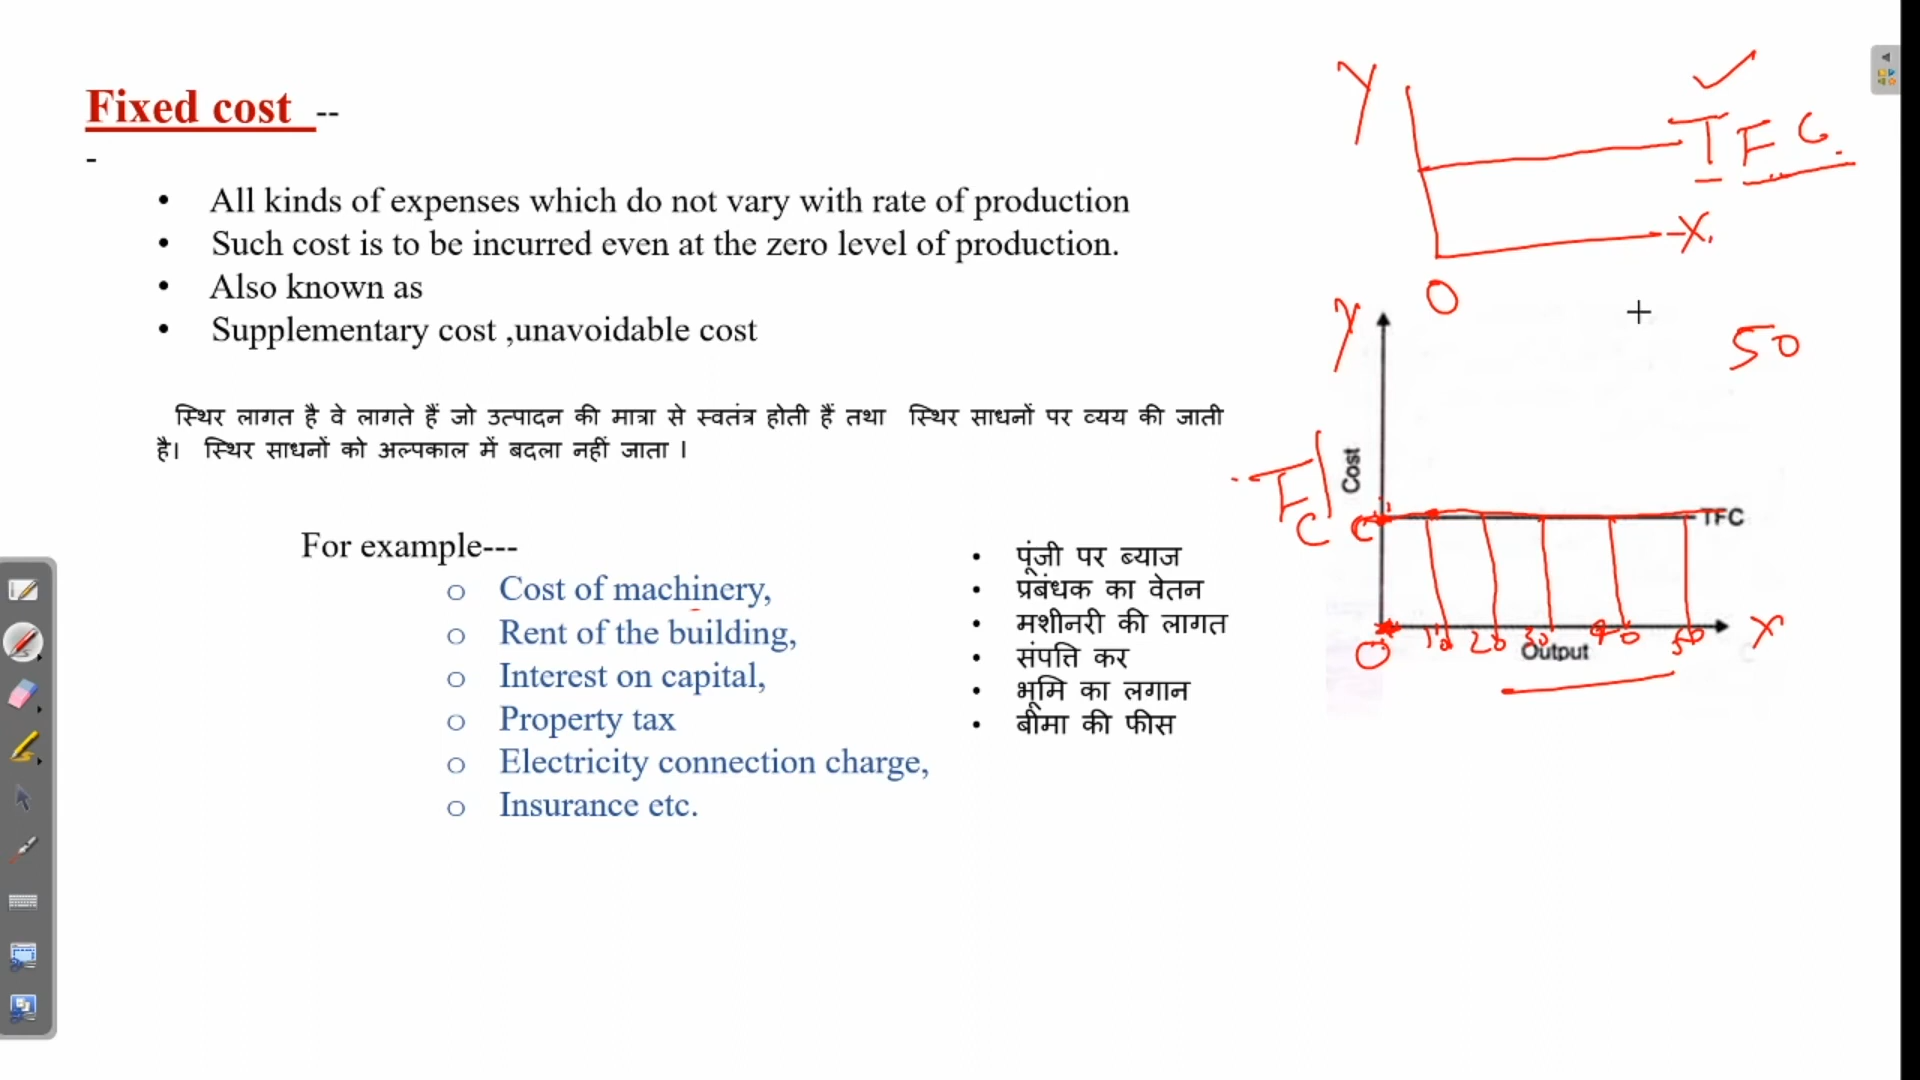 Fixed cost --
-
• All kinds of expenses which do not vary with rate of production
• Such cost is to be incurred even at the zero level of production.
• Also known as
• Supplementary cost ,unavoidable cost
स्थिर लागत है वे लागते हैं जो उत्पादन की मात्रा से स्वतंत्र होती हैं तथा स्थिर साधनों पर व्यय की जाती
है। स्थिर साधनों को अल्पकाल में बदला नहीं जाता ।
For example---
o Cost of machinery,
o Rent of the building,
o Interest on capital,
o Property tax
o Electricity connection charge,
o Insurance etc.
• पूंजी पर ब्याज
• प्रबंधक का वेतन
• मशीनरी की लागत
• संपत्ति कर
• भूमि का लगान
• बीमा की फीस
Y
TFC.
X
O
Y
50
Cost
FC
C
TFC
O 10 20 30 40 50 X
Output